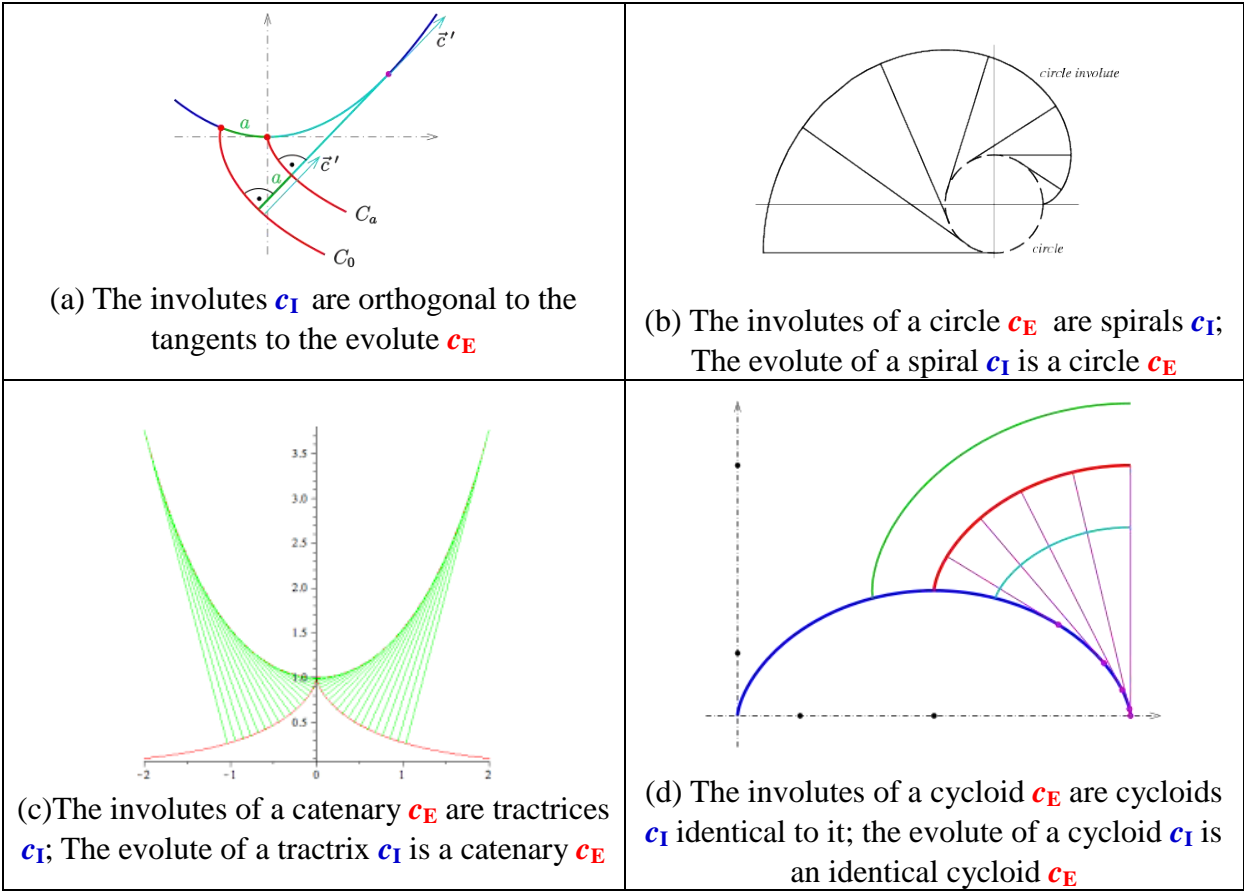 c⃗ ′
a
c⃗ ′
a
C_a
C_0
(a) The involutes c_I are orthogonal to the
tangents to the evolute c_E
circle involute
circle
(b) The involutes of a circle c_E are spirals c_I;
The evolute of a spiral c_I is a circle c_E
3.5
3.0
2.5
2.0
1.5
1.0
0.5
-2 -1 0 1 2
(c)The involutes of a catenary c_E are tractrices
c_I; The evolute of a tractrix c_I is a catenary c_E
(d) The involutes of a cycloid c_E are cycloids
c_I identical to it; the evolute of a cycloid c_I is
an identical cycloid c_E